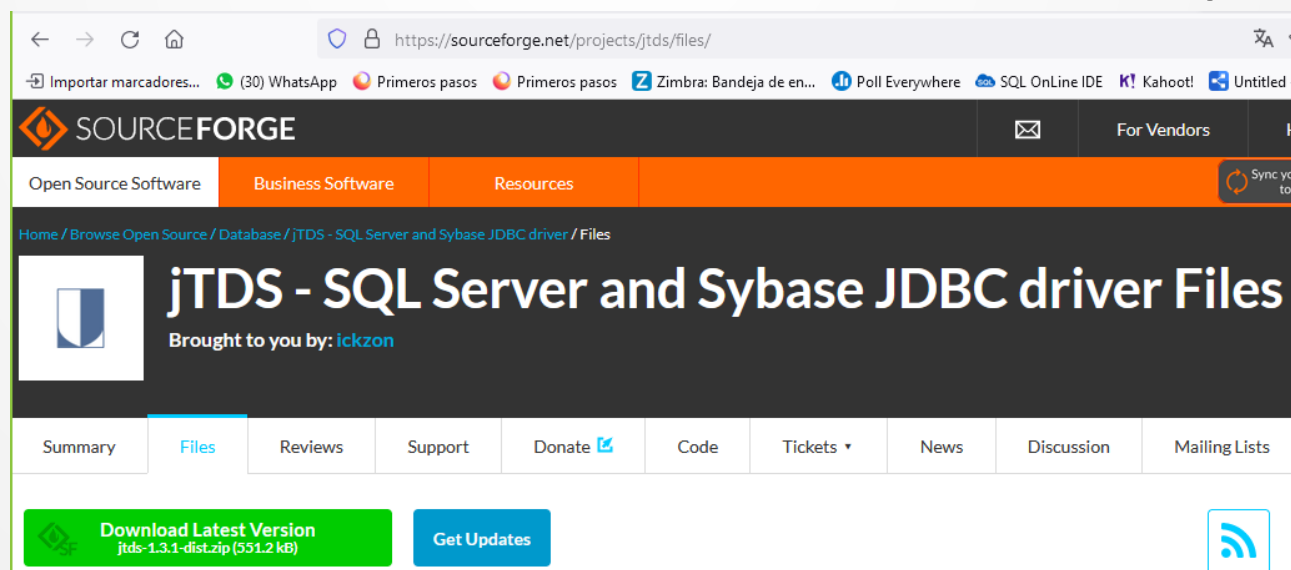 https://sourceforge.net/projects/jtds/files/
Importar marcadores... (30) WhatsApp Primeros pasos Primeros pasos Zimbra: Bandeja de en... Poll Everywhere SQL OnLine IDE Kahoot! Untitled
SOURCEFORGE For Vendors
Open Source Software Business Software Resources Sync yo
to
Home / Browse Open Source / Database / jTDS - SQL Server and Sybase JDBC driver / Files
jTDS - SQL Server and Sybase JDBC driver Files
Brought to you by: ickzon
Summary Files Reviews Support Donate Code Tickets News Discussion Mailing Lists
Download Latest Version
jtds-1.3.1-dist.zip (551.2 kB)
Get Updates